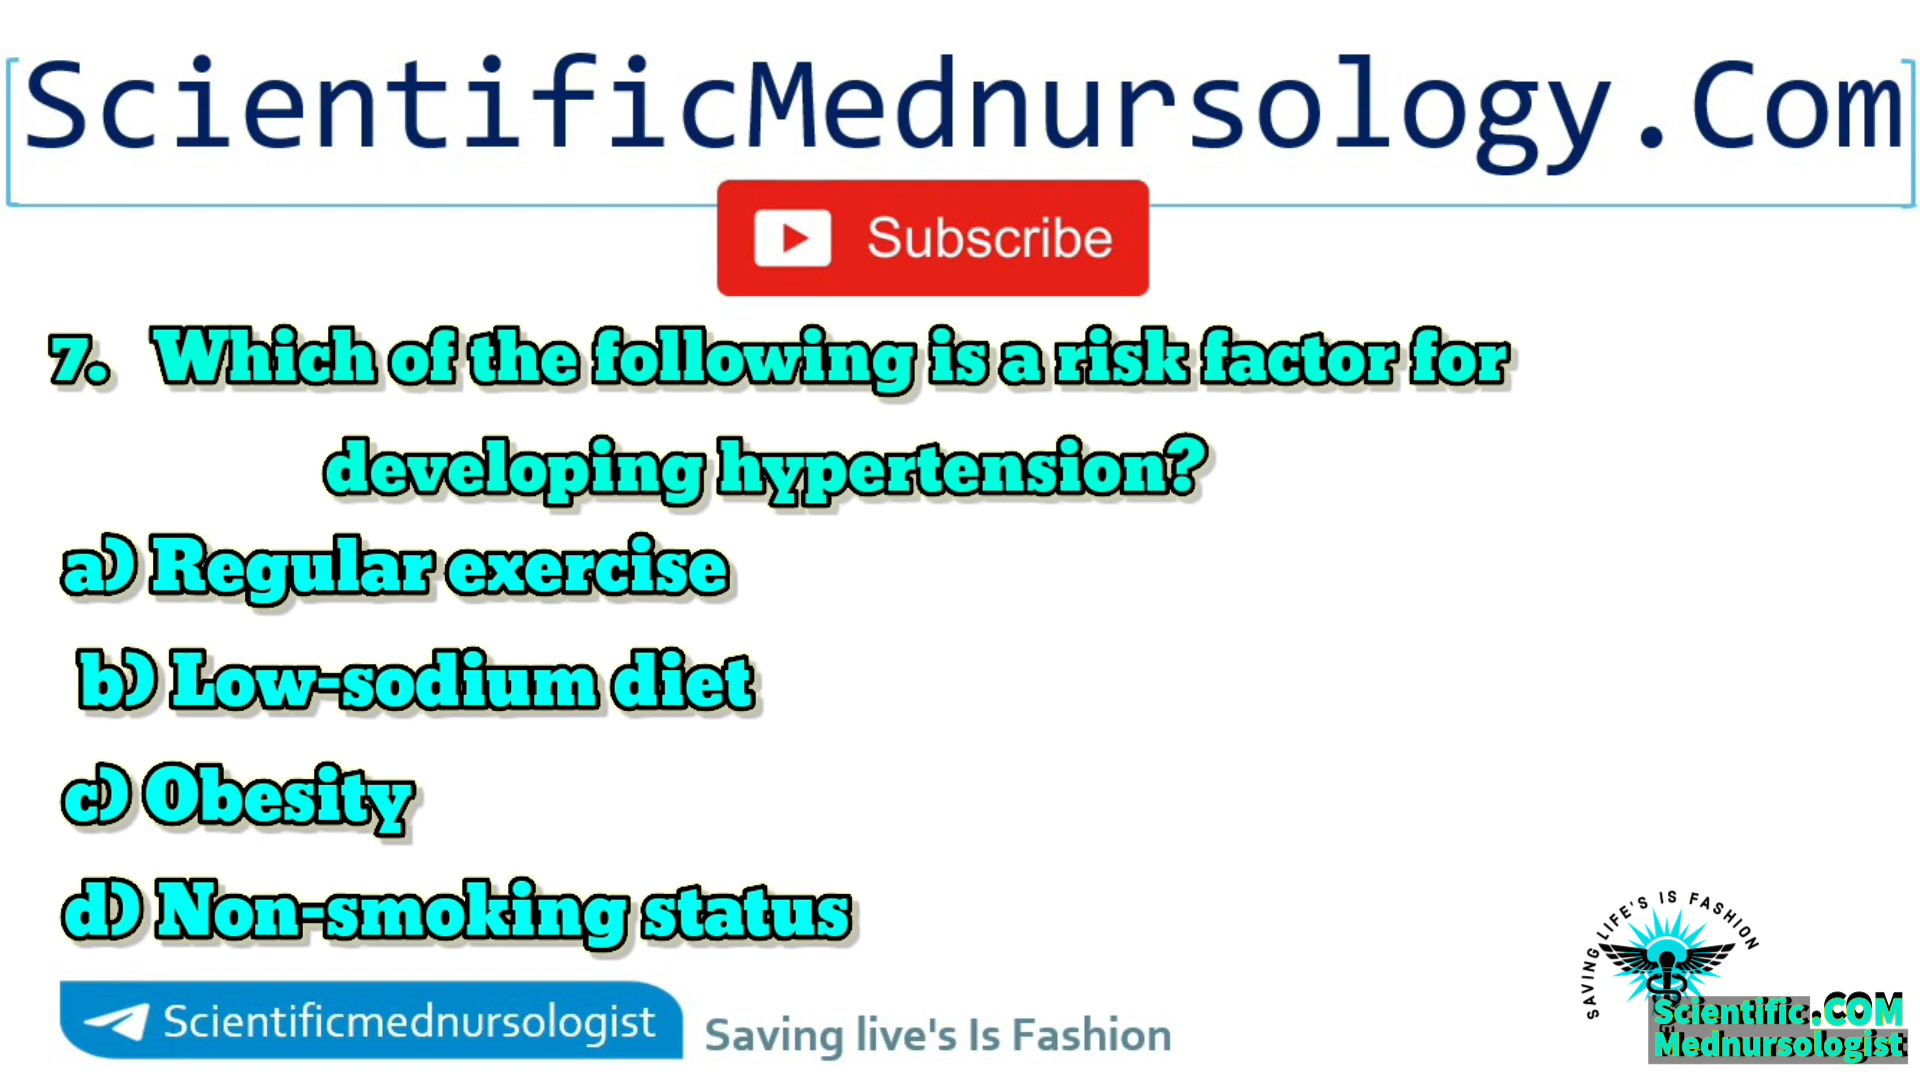 ScientificMednursology.Com
Subscribe
7. Which of the following is a risk factor for
developing hypertension?
a) Regular exercise
b) Low-sodium diet
c) Obesity
d) Non-smoking status
Scientificmednursologist
Saving live's Is Fashion
SAVING LIFE'S IS FASHION
Scientific.COM
Mednursologist